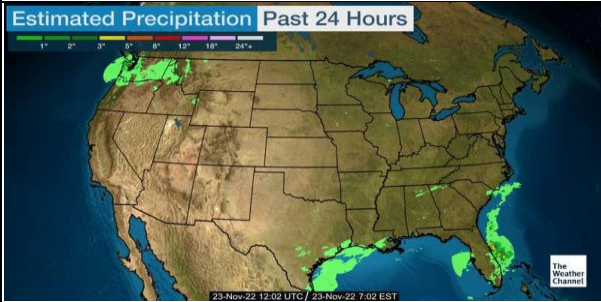 Estimated Precipitation Past 24 Hours
1" 2" 3" 5" 8" 12" 18" 24"+
The
Weather
Channel
23-Nov-22 12:02 UTC / 23-Nov-22 7:02 EST